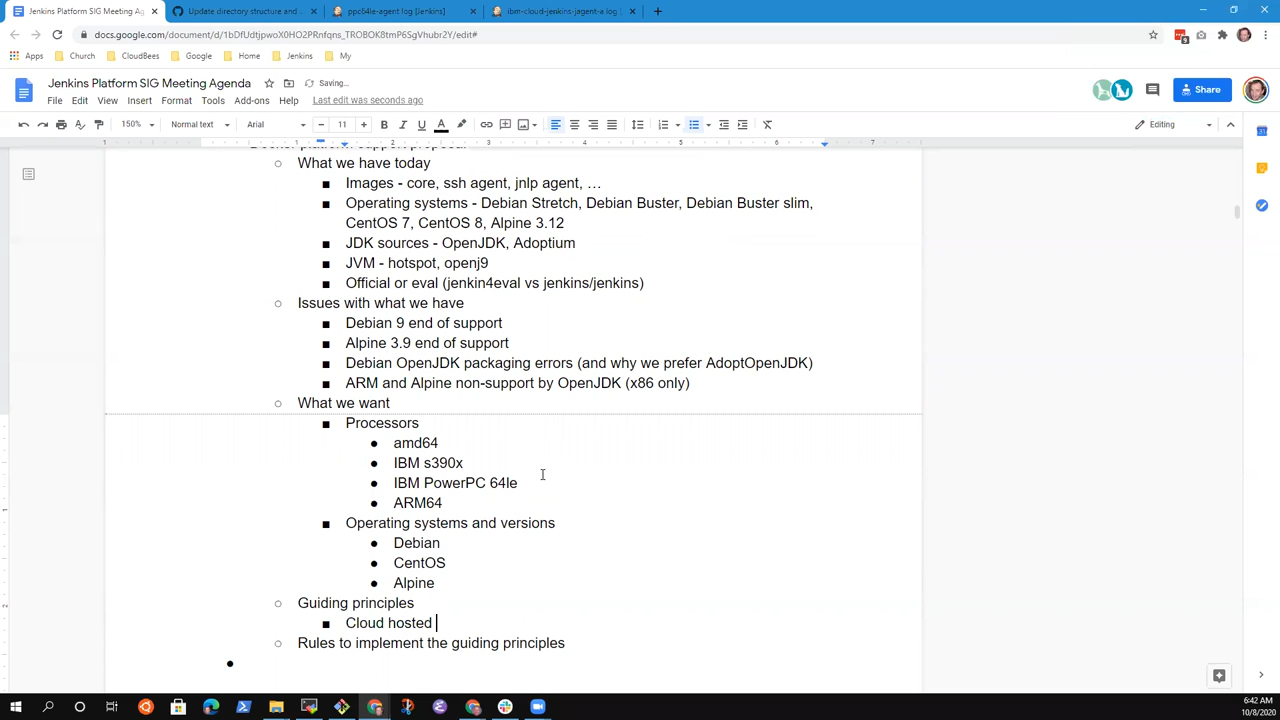 Jenkins Platform SIG Meeting Ag
Update directory structure and ...
ppc64le-agent log [Jenkins]
ibm-cloud-jenkins-jagent-a log
docs.google.com/document/d/1bDfUdtjpwoX0HO2PRnfqns_TROBOK8tmP6SgVhubr2Y/edit#
Apps Church CloudBees Google Home Jenkins My
Jenkins Platform SIG Meeting Agenda Saving...
File Edit View Insert Format Tools Add-ons Help Last edit was seconds ago
Share
150% Normal text Arial 11 Editing
1 2 3 4 5 6 7
What we have today
Images - core, ssh agent, jnlp agent, …
Operating systems - Debian Stretch, Debian Buster, Debian Buster slim,
CentOS 7, CentOS 8, Alpine 3.12
JDK sources - OpenJDK, Adoptium
JVM - hotspot, openj9
Official or eval (jenkin4eval vs jenkins/jenkins)
Issues with what we have
Debian 9 end of support
Alpine 3.9 end of support
Debian OpenJDK packaging errors (and why we prefer AdoptOpenJDK)
ARM and Alpine non-support by OpenJDK (x86 only)
What we want
Processors
amd64
IBM s390x
IBM PowerPC 64le
ARM64
Operating systems and versions
Debian
CentOS
Alpine
Guiding principles
Cloud hosted
Rules to implement the guiding principles
6:42 AM
10/8/2020